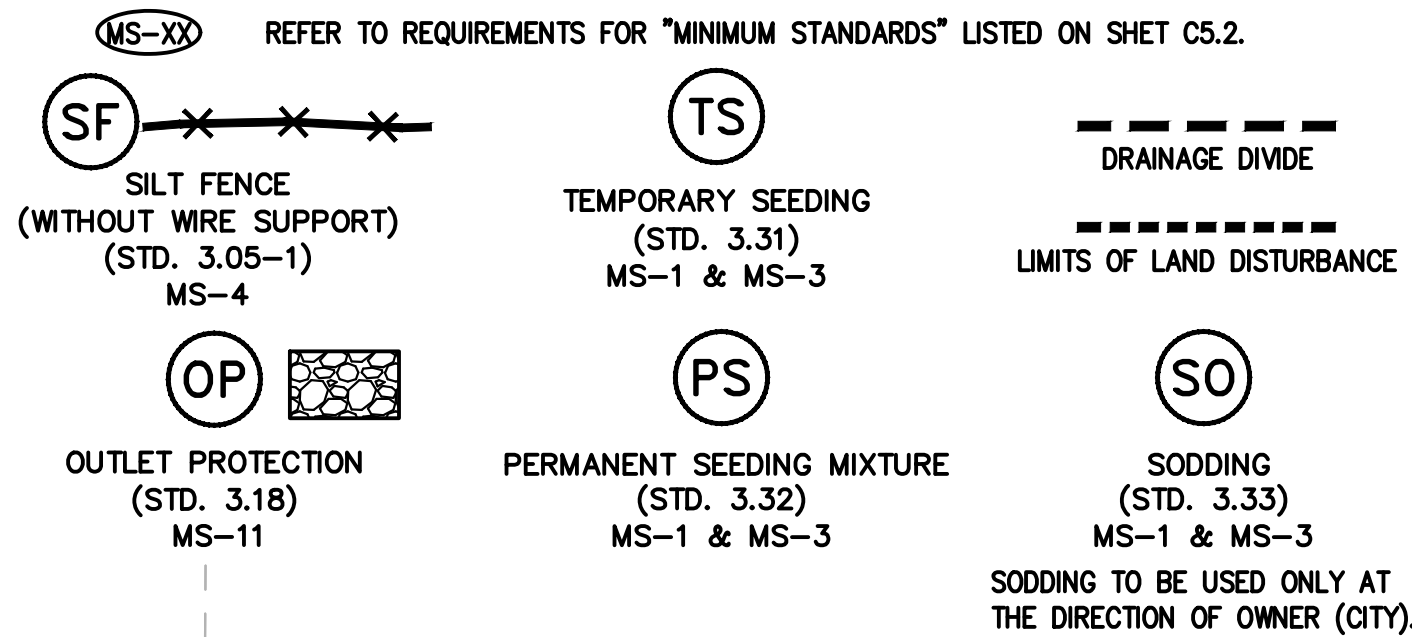 MS-XX REFER TO REQUIREMENTS FOR "MINIMUM STANDARDS" LISTED ON SHET C5.2.
SF
SILT FENCE
(WITHOUT WIRE SUPPORT)
(STD. 3.05-1)
MS-4
TS
TEMPORARY SEEDING
(STD. 3.31)
MS-1 & MS-3
DRAINAGE DIVIDE
LIMITS OF LAND DISTURBANCE
OP
OUTLET PROTECTION
(STD. 3.18)
MS-11
PS
PERMANENT SEEDING MIXTURE
(STD. 3.32)
MS-1 & MS-3
SO
SODDING
(STD. 3.33)
MS-1 & MS-3
SODDING TO BE USED ONLY AT
THE DIRECTION OF OWNER (CITY).